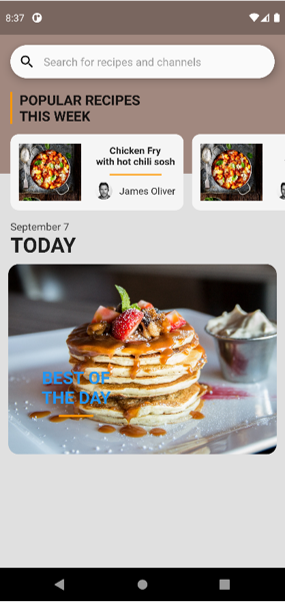 8:37
Search for recipes and channels
POPULAR RECIPES
THIS WEEK
Chicken Fry
with hot chili sosh
James Oliver
September 7
TODAY
BEST OF
THE DAY